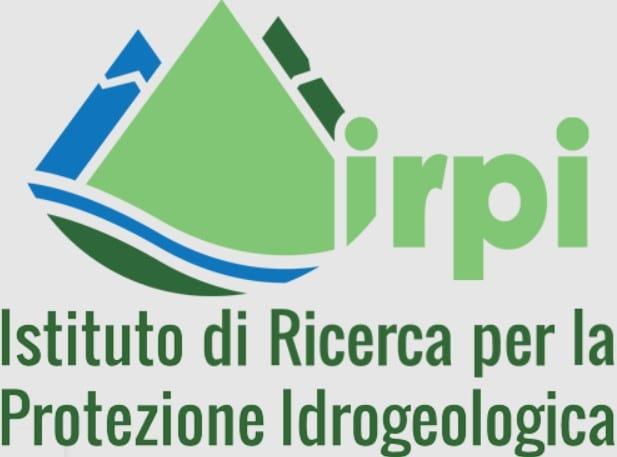 irpi
Istituto di Ricerca per la
Protezione Idrogeologica